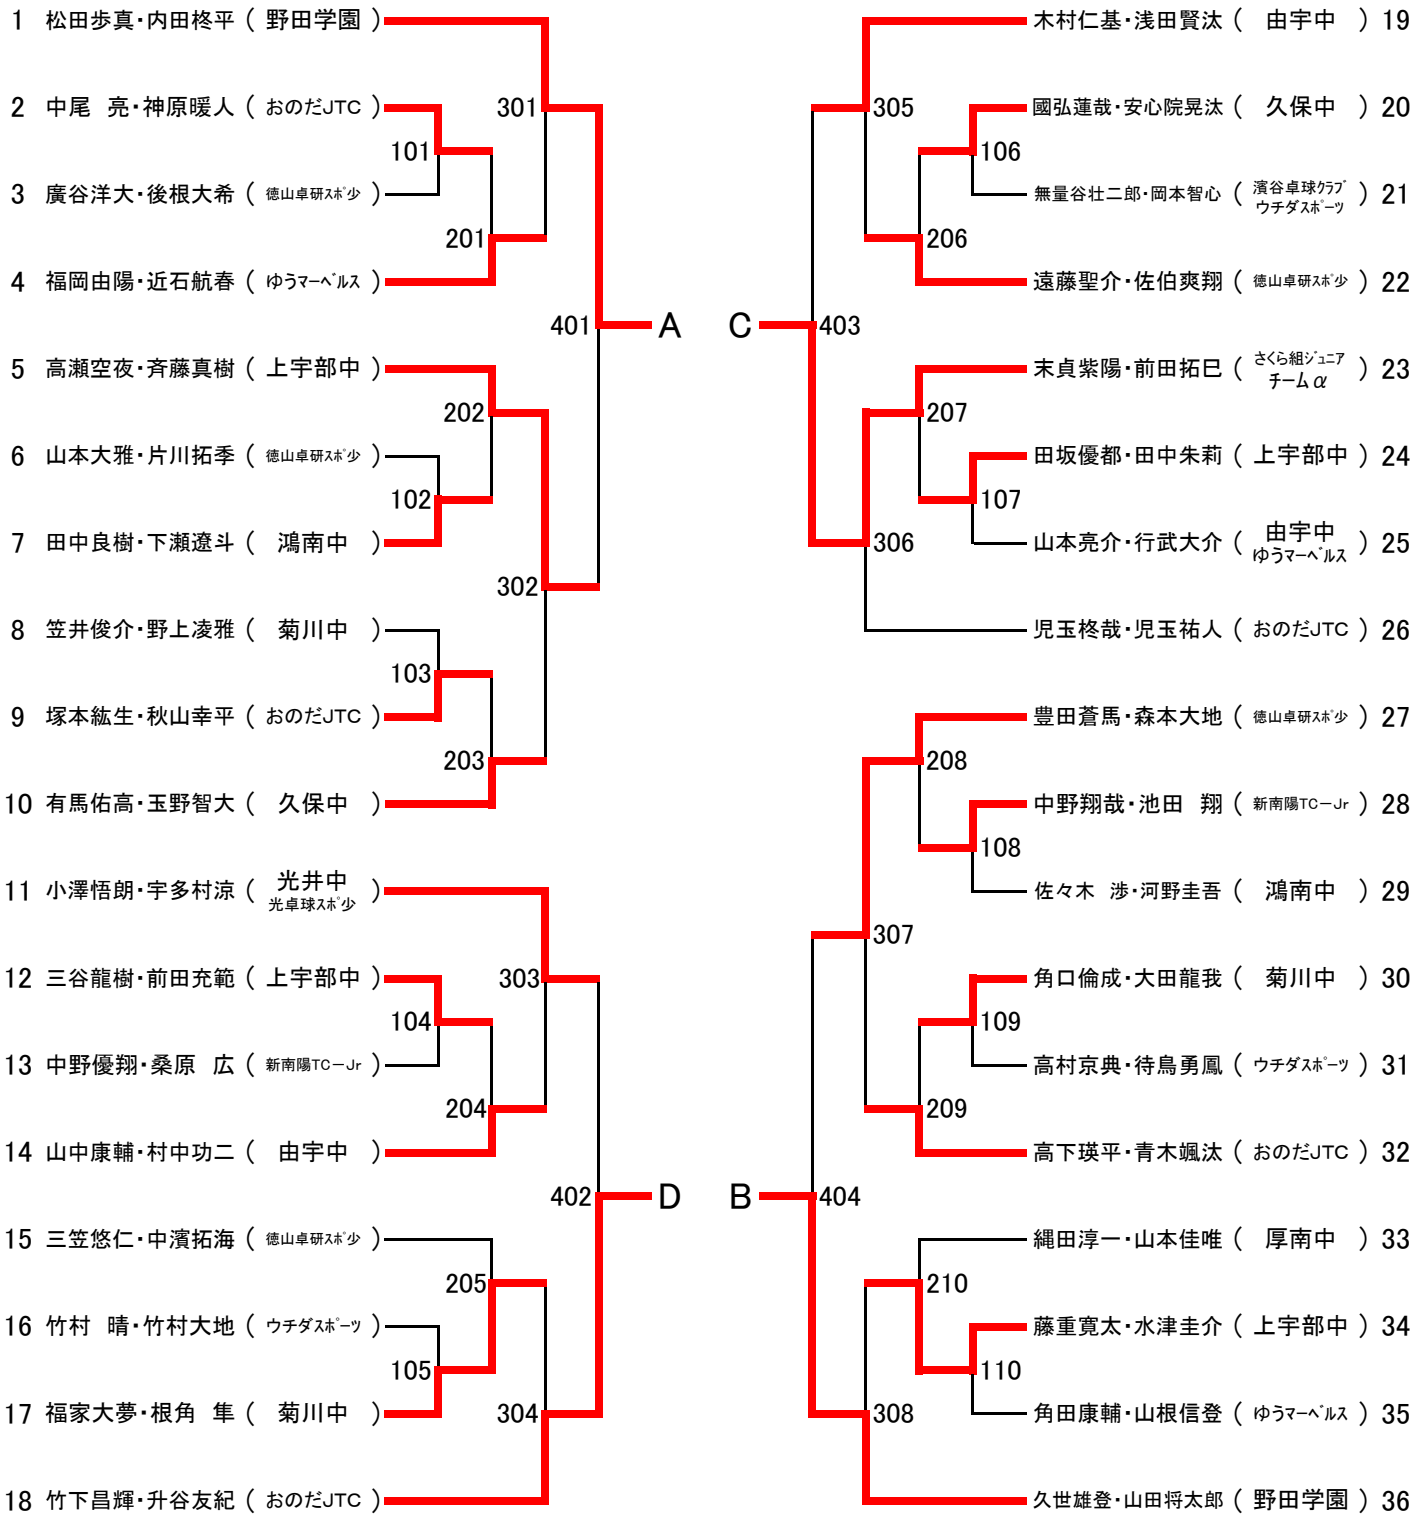 1 松田歩真・内田柊平 ( 野田学園 )
2 中尾 亮・神原暖人 ( おのだJTC )
3 廣谷洋大・後根大希 ( 徳山卓研スポ少 )
4 福岡由陽・近石航春 ( ゆうマーベルス )
5 高瀬空夜・斉藤真樹 ( 上宇部中 )
6 山本大雅・片川拓季 ( 徳山卓研スポ少 )
7 田中良樹・下瀬遼斗 ( 鴻南中 )
8 笠井俊介・野上凌雅 ( 菊川中 )
9 塚本紘生・秋山幸平 ( おのだJTC )
10 有馬佑高・玉野智大 ( 久保中 )
11 小澤悟朗・宇多村涼 ( 光井中 光卓球スポ少 )
12 三谷龍樹・前田充範 ( 上宇部中 )
13 中野優翔・桑原 広 ( 新南陽TC－Jr )
14 山中康輔・村中功二 ( 由宇中 )
15 三笠悠仁・中濱拓海 ( 徳山卓研スポ少 )
16 竹村 晴・竹村大地 ( ウチダスポーツ )
17 福家大夢・根角 隼 ( 菊川中 )
18 竹下昌輝・升谷友紀 ( おのだJTC )
101
102
103
104
105
201
202
203
204
205
301
302
303
304
401
402
A
D
C
B
403
404
305
306
307
308
206
207
208
209
210
106
107
108
109
110
木村仁基・浅田賢汰 ( 由宇中 ) 19
國弘蓮哉・安心院晃汰 ( 久保中 ) 20
無量谷壮二郎・岡本智心 ( 濱谷卓球クラブ ウチダスポーツ ) 21
遠藤聖介・佐伯爽翔 ( 徳山卓研スポ少 ) 22
末貞紫陽・前田拓巳 ( さくら組ジュニア チームα ) 23
田坂優都・田中朱莉 ( 上宇部中 ) 24
山本亮介・行武大介 ( 由宇中 ゆうマーベルス ) 25
児玉柊哉・児玉祐人 ( おのだJTC ) 26
豊田蒼馬・森本大地 ( 徳山卓研スポ少 ) 27
中野翔哉・池田 翔 ( 新南陽TC－Jr ) 28
佐々木 渉・河野圭吾 ( 鴻南中 ) 29
角口倫成・大田龍我 ( 菊川中 ) 30
高村京典・待鳥勇鳳 ( ウチダスポーツ ) 31
高下瑛平・青木颯汰 ( おのだJTC ) 32
縄田淳一・山本佳唯 ( 厚南中 ) 33
藤重寛太・水津圭介 ( 上宇部中 ) 34
角田康輔・山根信登 ( ゆうマーベルス ) 35
久世雄登・山田将太郎 ( 野田学園 ) 36